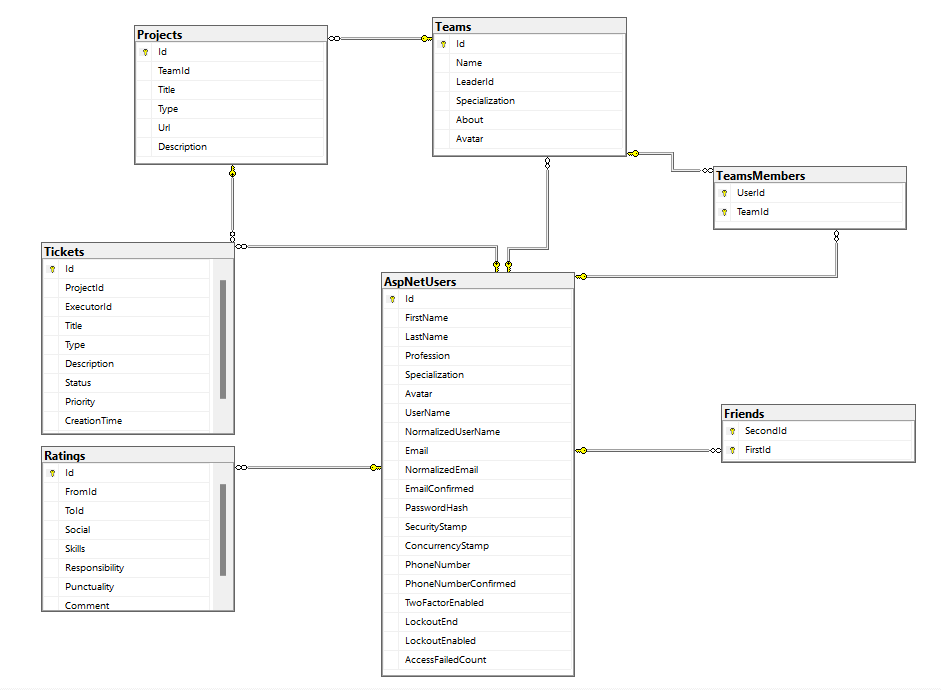 Projects
Id
TeamId
Title
Type
Url
Description
Teams
Id
Name
LeaderId
Specialization
About
Avatar
TeamsMembers
UserId
TeamId
Tickets
Id
ProjectId
ExecutorId
Title
Type
Description
Status
Priority
CreationTime
AspNetUsers
Id
FirstName
LastName
Profession
Specialization
Avatar
UserName
NormalizedUserName
Email
NormalizedEmail
EmailConfirmed
PasswordHash
SecurityStamp
ConcurrencyStamp
PhoneNumber
PhoneNumberConfirmed
TwoFactorEnabled
LockoutEnd
LockoutEnabled
AccessFailedCount
Friends
SecondId
FirstId
Ratings
Id
FromId
ToId
Social
Skills
Responsibility
Punctuality
Comment